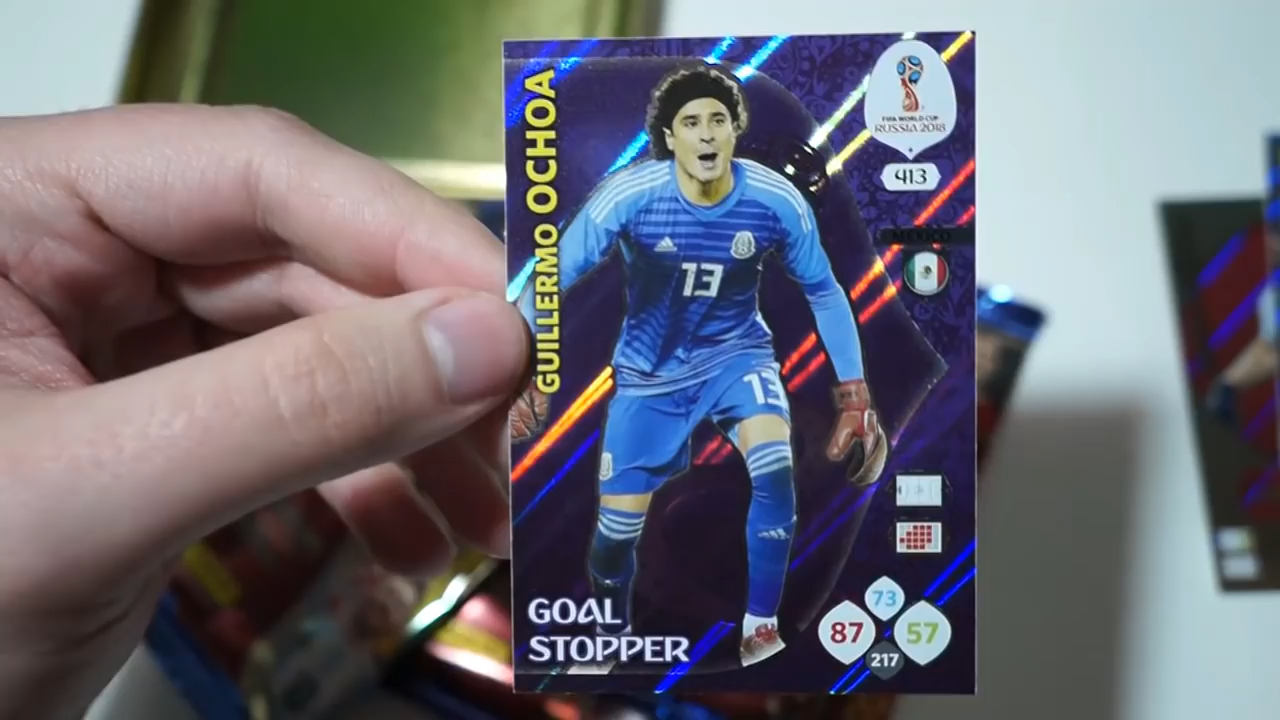 GUILLERMO OCHOA
FIFA WORLD CUP
RUSSIA 2018
413
MEXICO
13
13
GOAL
STOPPER
73
87
57
217